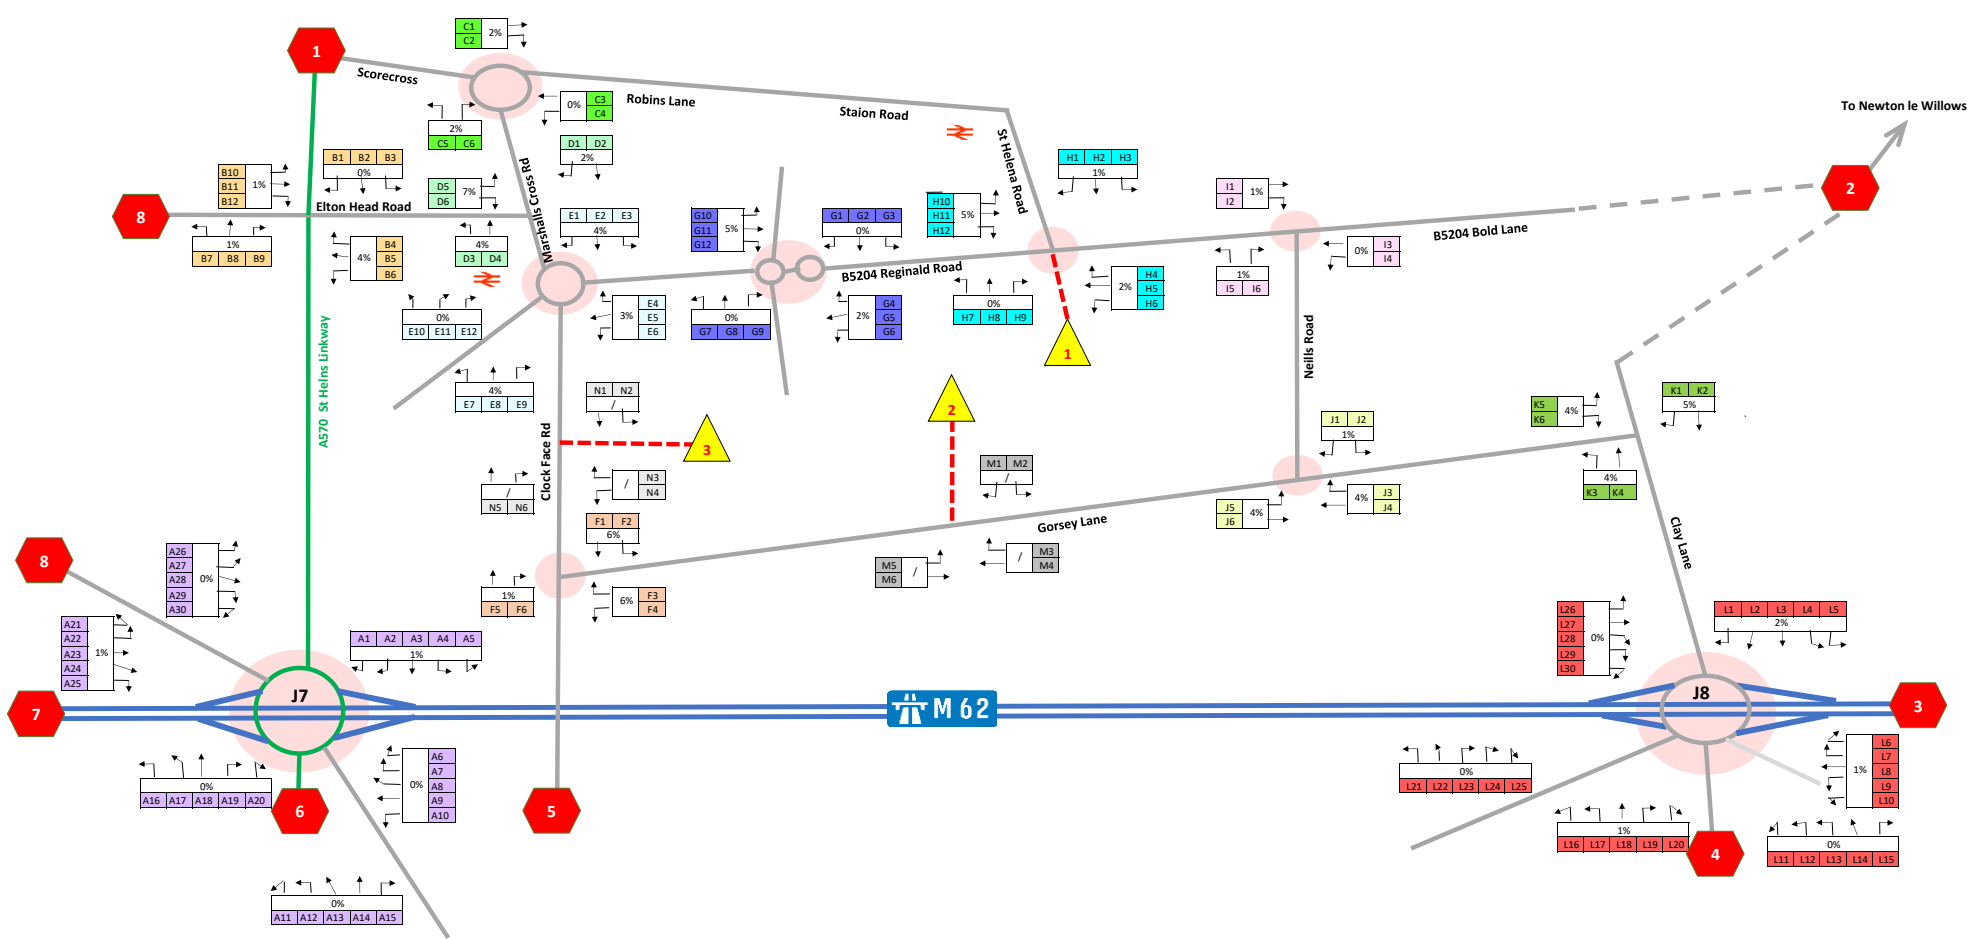 C1
C2
2%
1
Scorecross
Robins Lane
Staion Road
0%
C3
C4
2%
C5 C6
D1 D2
2%
To Newton le Willows
2
St Helena Road
H1 H2 H3
1%
B10
B11
B12
1%
B1 B2 B3
0%
D5
D6
7%
Marshalls Cross Rd
8
Elton Head Road
E1 E2 E3
4%
G10
G11
G12
5%
G1 G2 G3
0%
H10
H11
H12
5%
I1
I2
1%
B5204 Bold Lane
1%
B7 B8 B9
4%
B4
B5
B6
4%
D3 D4
B5204 Reginald Road
0%
I3
I4
1%
I5 I6
2%
H4
H5
H6
0%
E10 E11 E12
3%
E4
E5
E6
0%
G7 G8 G9
2%
G4
G5
G6
0%
H7 H8 H9
1
A570 St Helns Linkway
Neills Road
4%
E7 E8 E9
N1 N2
/
2
3
K5
K6
4%
K1 K2
5%
J1 J2
1%
Clock Face Rd
/
N5 N6
/
N3
N4
M1 M2
/
4%
K3 K4
J5
J6
4%
4%
J3
J4
F1 F2
6%
Gorsey Lane
Clay Lane
8
A26
A27
A28
A29
A30
0%
M5
M6
/
/
M3
M4
1%
F5 F6
6%
F3
F4
A21
A22
A23
A24
A25
1%
A1 A2 A3 A4 A5
1%
L26
L27
L28
L29
L30
0%
L1 L2 L3 L4 L5
2%
J7
J8
7
M 62
3
0%
A16 A17 A18 A19 A20
6
0%
A6
A7
A8
A9
A10
5
0%
L21 L22 L23 L24 L25
1%
L6
L7
L8
L9
L10
1%
L16 L17 L18 L19 L20
4
0%
L11 L12 L13 L14 L15
0%
A11 A12 A13 A14 A15